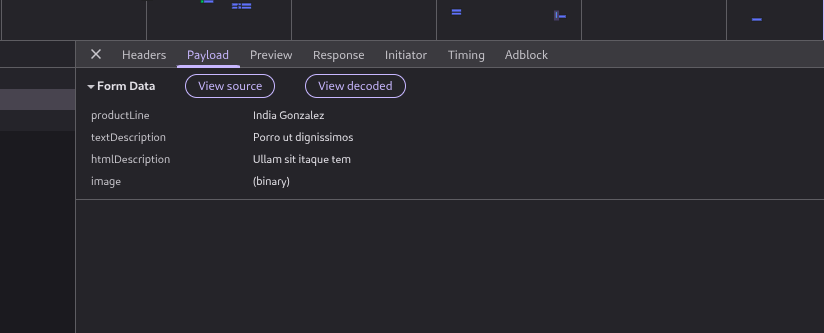 Headers Payload Preview Response Initiator Timing Adblock
Form Data View source View decoded
productLine India Gonzalez
textDescription Porro ut dignissimos
htmlDescription Ullam sit itaque tem
image (binary)